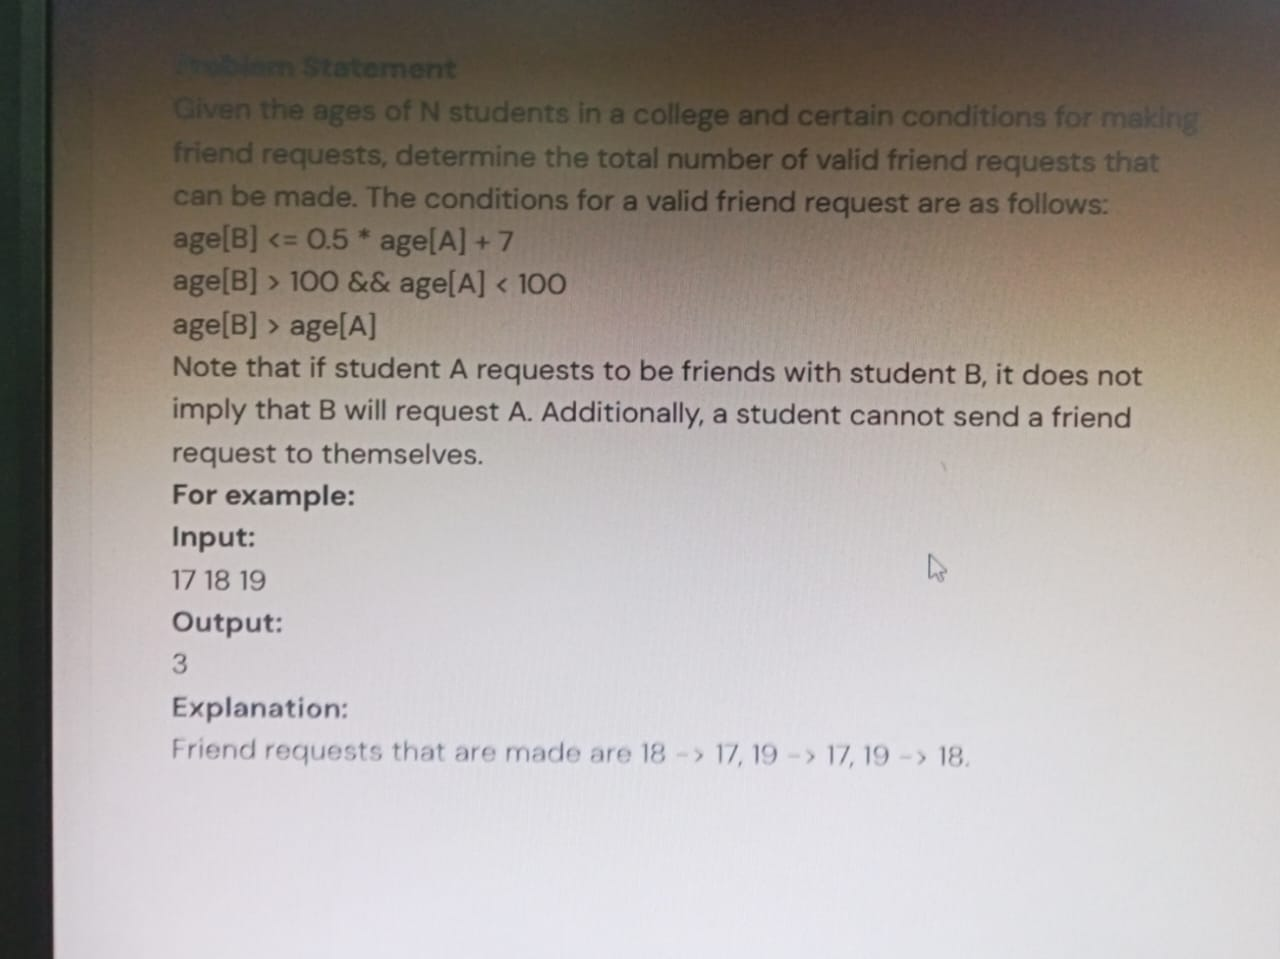 Problem Statement
Given the ages of N students in a college and certain conditions for making
friend requests, determine the total number of valid friend requests that
can be made. The conditions for a valid friend request are as follows:
age[B] <= 0.5 * age[A] + 7
age[B] > 100 && age[A] < 100
age[B] > age[A]
Note that if student A requests to be friends with student B, it does not
imply that B will request A. Additionally, a student cannot send a friend
request to themselves.
For example:
Input:
17 18 19
Output:
3
Explanation:
Friend requests that are made are 18 -> 17, 19 -> 17, 19 -> 18.